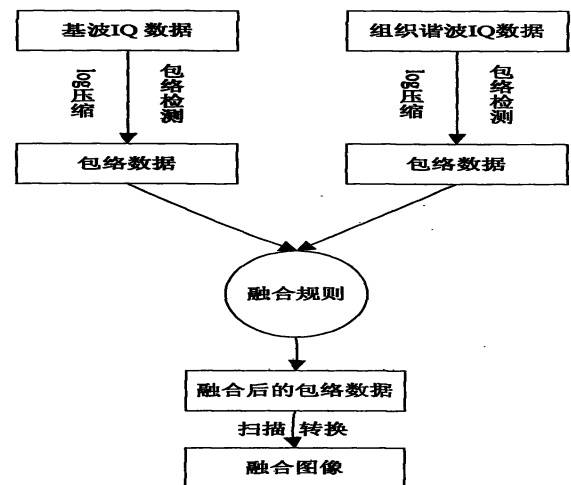 基波IQ 数据
组织谐波IQ数据
log压缩
包络检测
log压缩
包络检测
包络数据
包络数据
融合规则
融合后的包络数据
扫描 转换
融合图像